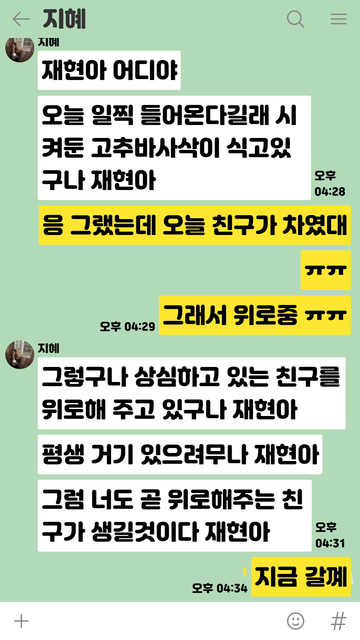 지혜
지혜
재현아 어디야
오늘 일찍 들어온다길래 시
켜둔 고추바사삭이 식고있
구나 재현아
오후
04:28
응 그랬는데 오늘 친구가 차였대
ㅠㅠ
그래서 위로중 ㅠㅠ
오후 04:29
지혜
그렇구나 상심하고 있는 친구를
위로해 주고 있구나 재현아
평생 거기 있으려무나 재현아
그럼 너도 곧 위로해주는 친
구가 생길것이다 재현아
오후
04:31
1
지금 갈꼐
오후 04:34